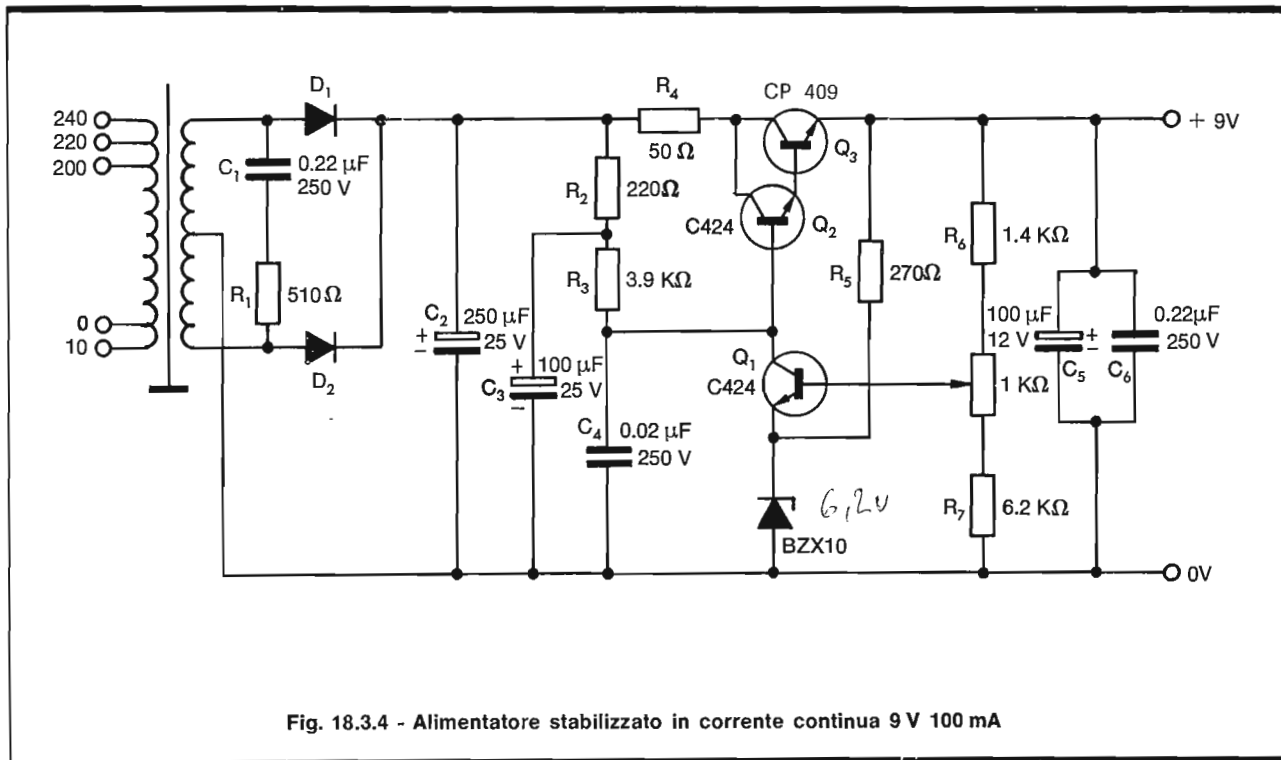 240
220
200
0
10
D1
C1
0.22 µF
250 V
R1
510 Ω
D2
C2
250 µF
25 V
+
−
R2
220Ω
R3
3.9 KΩ
+
100 µF
C3
25 V
−
C4
0.02 µF
250 V
R4
50 Ω
CP 409
Q3
C424
Q2
Q1
C424
R5
270Ω
6,2v
BZX10
R6
1.4 KΩ
1 KΩ
R7
6.2 KΩ
100 µF
12 V
+
−
C5
0.22µF
250 V
C6
+ 9V
0V
Fig. 18.3.4 - Alimentatore stabilizzato in corrente continua 9 V 100 mA